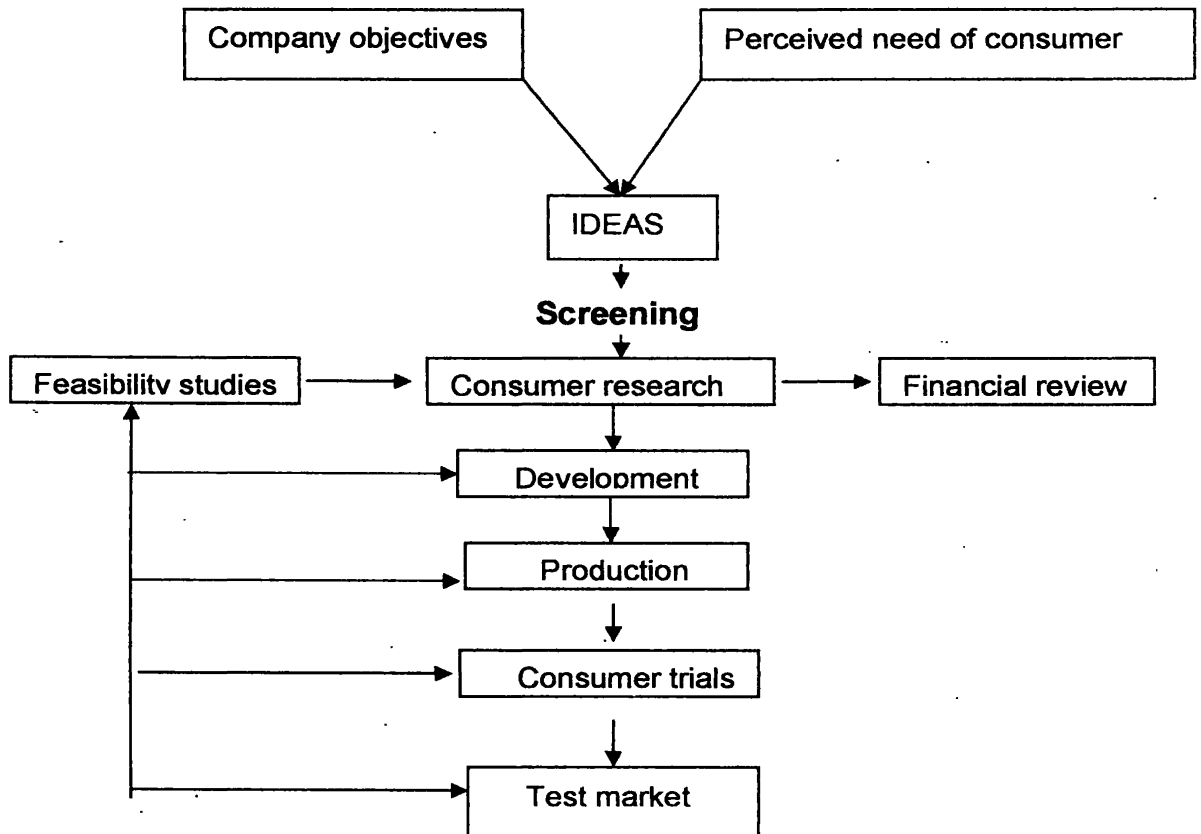 Company objectives
Perceived need of consumer
IDEAS
Screening
Feasibility studies
Consumer research
Financial review
Development
Production
Consumer trials
Test market